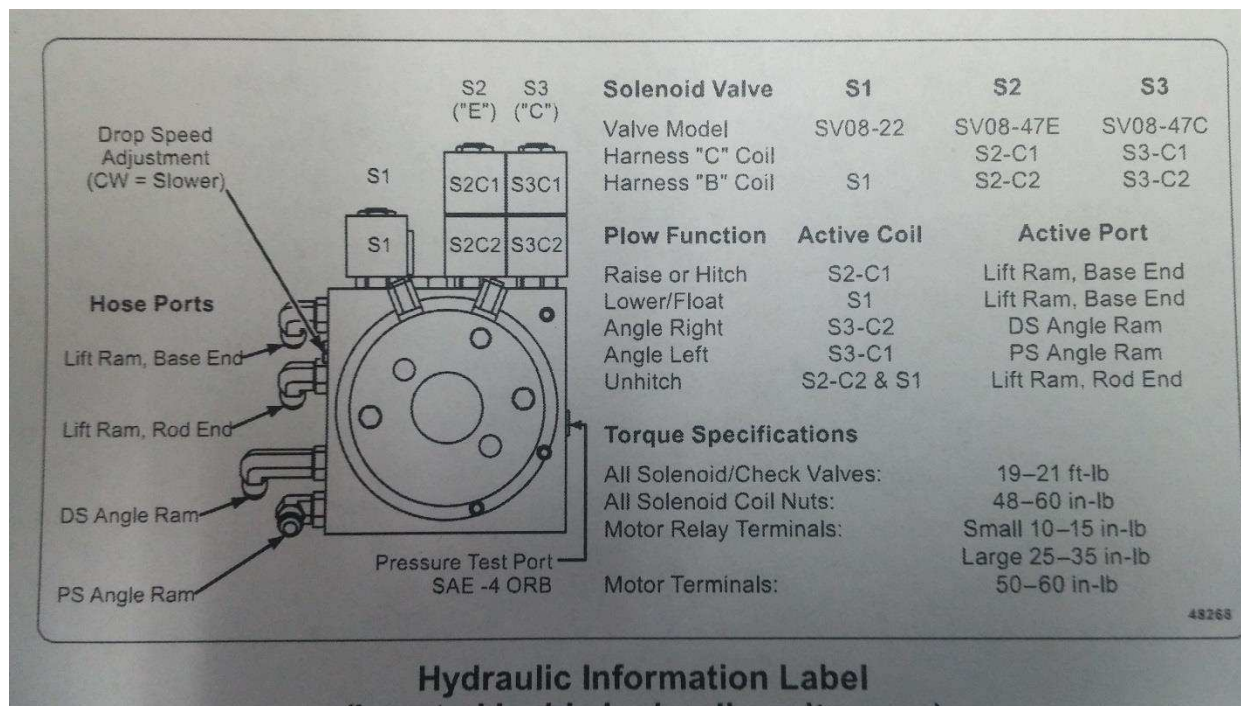 S2 S3
("E") ("C")
Drop Speed
Adjustment
(CW = Slower)
S1
S2C1 S3C1
S1 S2C2 S3C2
Hose Ports
Lift Ram, Base End
Lift Ram, Rod End
DS Angle Ram
PS Angle Ram
Pressure Test Port
SAE -4 ORB
Solenoid Valve S1 S2 S3
Valve Model SV08-22 SV08-47E SV08-47C
Harness "C" Coil S2-C1 S3-C1
Harness "B" Coil S1 S2-C2 S3-C2
Plow Function Active Coil Active Port
Raise or Hitch S2-C1 Lift Ram, Base End
Lower/Float S1 Lift Ram, Base End
Angle Right S3-C2 DS Angle Ram
Angle Left S3-C1 PS Angle Ram
Unhitch S2-C2 & S1 Lift Ram, Rod End
Torque Specifications
All Solenoid/Check Valves: 19–21 ft-lb
All Solenoid Coil Nuts: 48–60 in-lb
Motor Relay Terminals: Small 10–15 in-lb
Large 25–35 in-lb
Motor Terminals: 50–60 in-lb
48268
Hydraulic Information Label